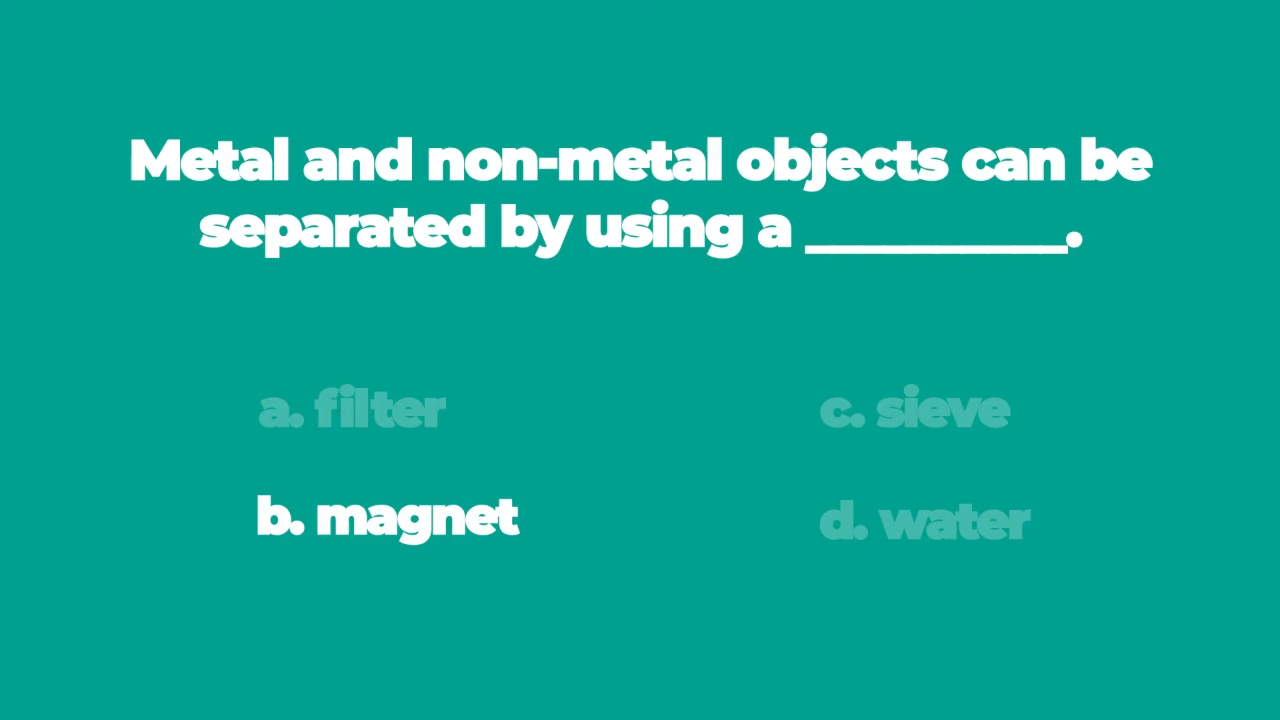 Metal and non-metal objects can be
separated by using a __________.
a. filter
b. magnet
c. sieve
d. water